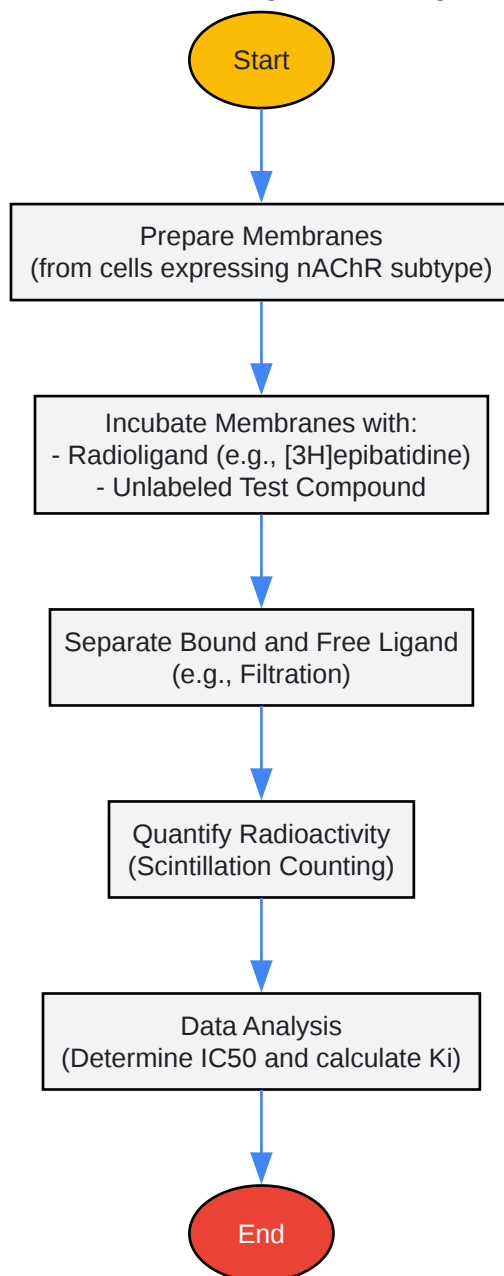 Start
Prepare Membranes
(from cells expressing nAChR subtype)
Incubate Membranes with:
- Radioligand (e.g., [3H]epibatidine)
- Unlabeled Test Compound
Separate Bound and Free Ligand
(e.g., Filtration)
Quantify Radioactivity
(Scintillation Counting)
Data Analysis
(Determine IC50 and calculate Ki)
End